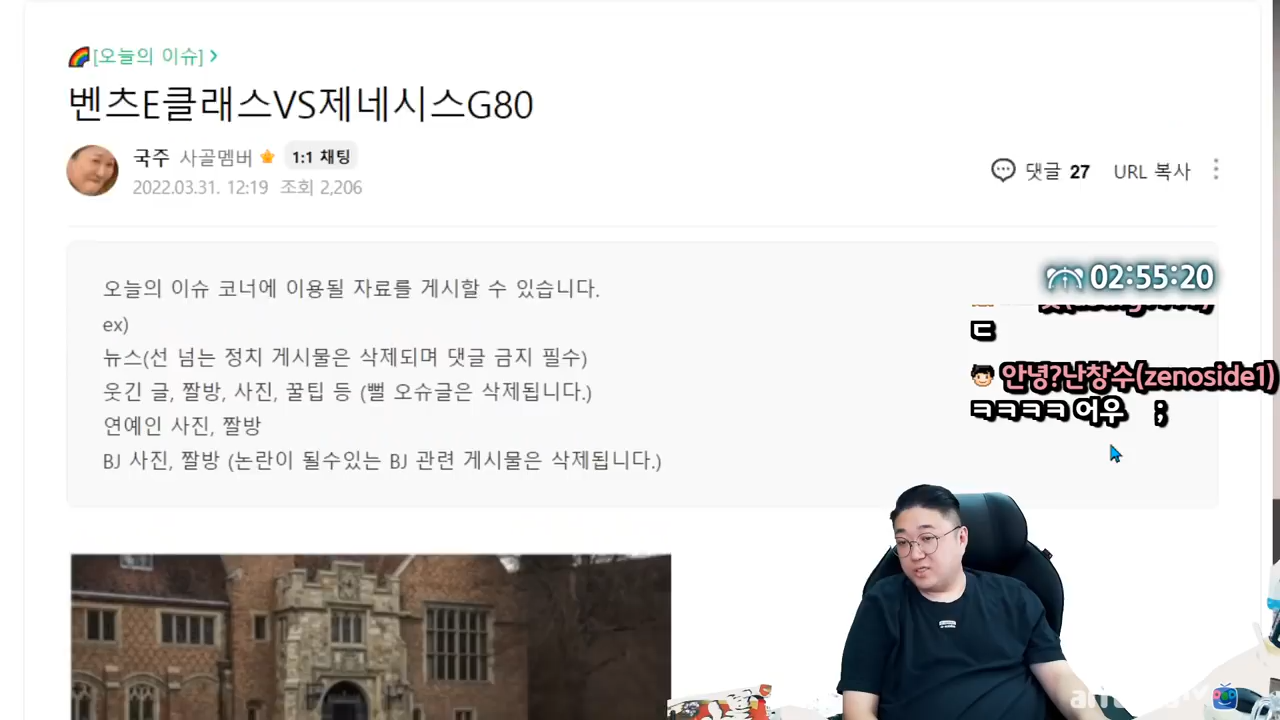 [오늘의 이슈]
벤츠E클래스VS제네시스G80
국주 사골멤버 1:1 채팅
2022.03.31. 12:19 조회 2,206
댓글 27 URL 복사
오늘의 이슈 코너에 이용될 자료를 게시할 수 있습니다.
ex)
뉴스(선 넘는 정치 게시물은 삭제되며 댓글 금지 필수)
웃긴 글, 짤방, 사진, 꿀팁 등 (뻘 오슈글은 삭제됩니다.)
연예인 사진, 짤방
BJ 사진, 짤방 (논란이 될수있는 BJ 관련 게시물은 삭제됩니다.)
02:55:20
ㄷ
안녕?난창수(zenoside1)
ㅋㅋㅋㅋ 어우 ;